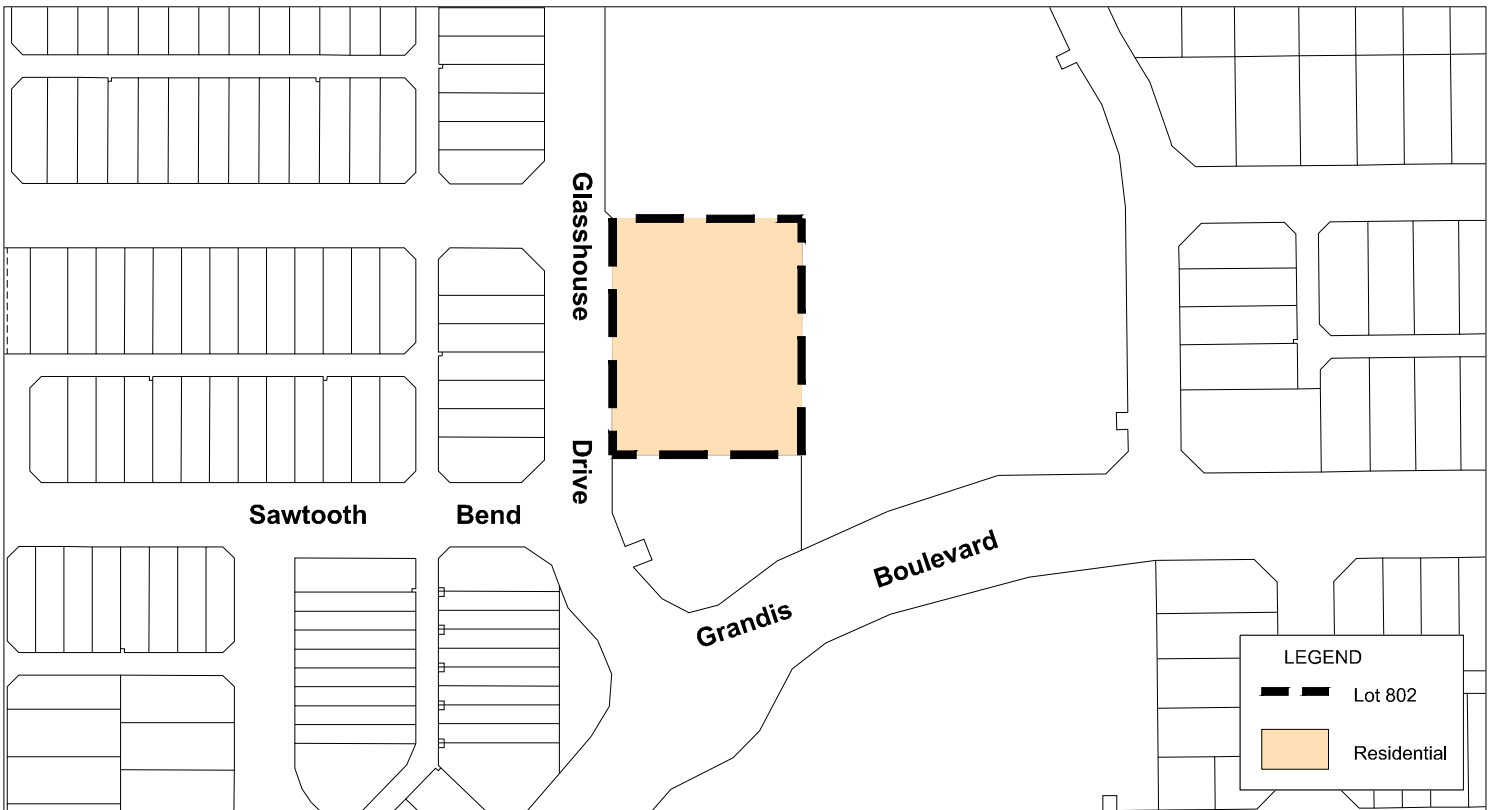 Glasshouse
Drive
Sawtooth Bend
Grandis Boulevard
LEGEND
Lot 802
Residential